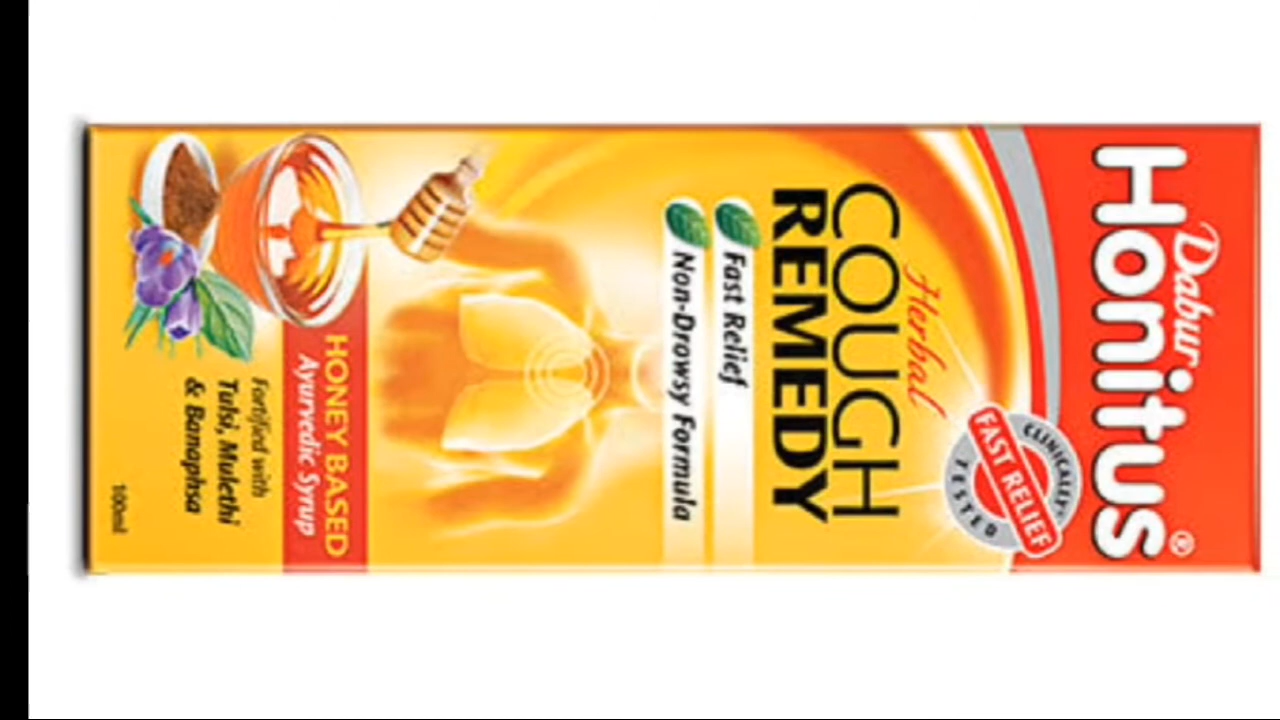 Dabur
Honitus®
CLINICALLY
FAST RELIEF
TESTED
Herbal
COUGH
REMEDY
Fast Relief
Non-Drowsy Formula
HONEY BASED
Ayurvedic Syrup
Fortified with
Tulsi, Mulethi
& Banaphsa
100ml